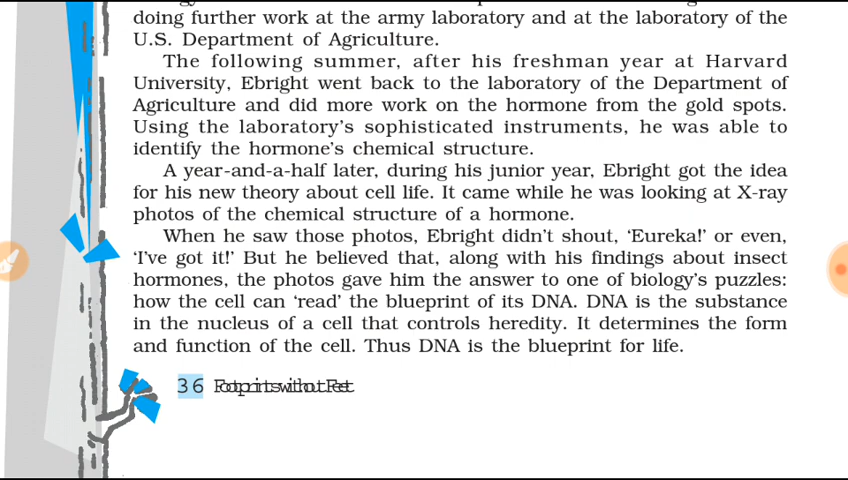 doing further work at the army laboratory and at the laboratory of the
U.S. Department of Agriculture.
The following summer, after his freshman year at Harvard
University, Ebright went back to the laboratory of the Department of
Agriculture and did more work on the hormone from the gold spots.
Using the laboratory's sophisticated instruments, he was able to
identify the hormone's chemical structure.
A year-and-a-half later, during his junior year, Ebright got the idea
for his new theory about cell life. It came while he was looking at X-ray
photos of the chemical structure of a hormone.
When he saw those photos, Ebright didn't shout, ‘Eureka!’ or even,
‘I've got it!’ But he believed that, along with his findings about insect
hormones, the photos gave him the answer to one of biology's puzzles:
how the cell can ‘read’ the blueprint of its DNA. DNA is the substance
in the nucleus of a cell that controls heredity. It determines the form
and function of the cell. Thus DNA is the blueprint for life.
36 Footprints without Feet